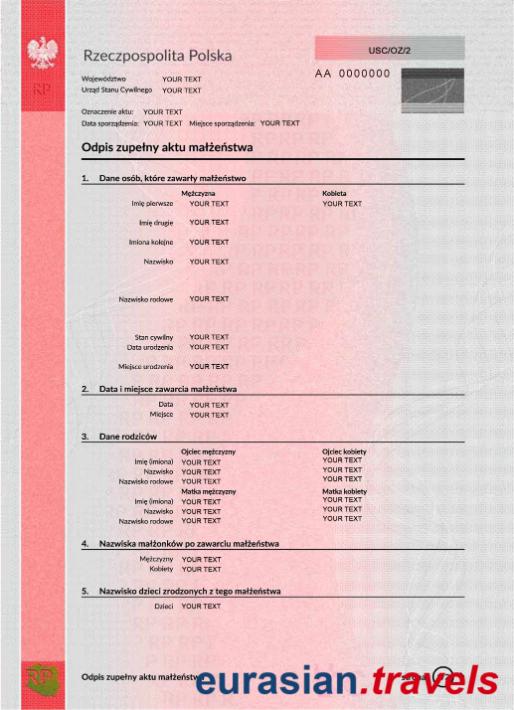 Rzeczpospolita Polska
USC/OZ/2
AA 0000000
Województwo YOUR TEXT
Urząd Stanu Cywilnego YOUR TEXT
RP
Oznaczenie aktu: YOUR TEXT
Data sporządzenia: YOUR TEXT Miejsce sporządzenia: YOUR TEXT
Odpis zupełny aktu małżeństwa
1. Dane osób, które zawarły małżeństwo
Mężczyzna Kobieta
Imię pierwsze YOUR TEXT YOUR TEXT
Imię drugie YOUR TEXT
Imiona kolejne YOUR TEXT
Nazwisko YOUR TEXT
Nazwisko rodowe YOUR TEXT
Stan cywilny YOUR TEXT
Data urodzenia YOUR TEXT
Miejsce urodzenia YOUR TEXT
2. Data i miejsce zawarcia małżeństwa
Data YOUR TEXT
Miejsce YOUR TEXT
3. Dane rodziców
Ojciec mężczyzny Ojciec kobiety
Imię (imiona) YOUR TEXT YOUR TEXT
Nazwisko YOUR TEXT YOUR TEXT
Nazwisko rodowe YOUR TEXT YOUR TEXT
Matka mężczyzny Matka kobiety
Imię (imiona) YOUR TEXT YOUR TEXT
Nazwisko YOUR TEXT YOUR TEXT
Nazwisko rodowe YOUR TEXT YOUR TEXT
4. Nazwiska małżonków po zawarciu małżeństwa
Mężczyzny YOUR TEXT
Kobiety YOUR TEXT
5. Nazwisko dzieci zrodzonych z tego małżeństwa
Dzieci YOUR TEXT
RP
Odpis zupełny aktu małżeństwa
eurasian.travels